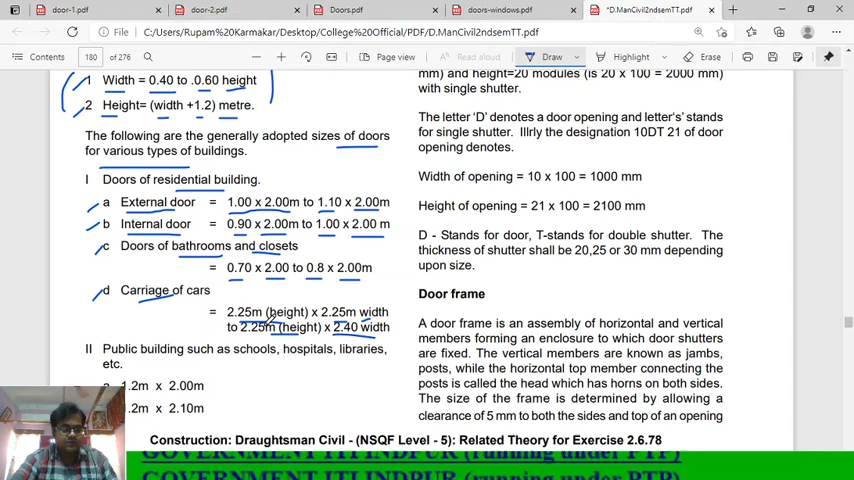 door-1.pdf
door-2.pdf
Doors.pdf
doors-windows.pdf
*D.ManCivil2ndsemTT.pdf
File
C:/Users/Rupam%20Karmakar/Desktop/College%20Official/PDF/D.ManCivil2ndsemTT.pdf
Contents
180
of 276
Page view
Draw
Highlight
Erase
1 Width = 0.40 to .0.60 height
2 Height= (width +1.2) metre.
The following are the generally adopted sizes of doors
for various types of buildings.
I Doors of residential building.
a External door = 1.00 x 2.00m to 1.10 x 2.00m
b Internal door = 0.90 x 2.00m to 1.00 x 2.00 m
c Doors of bathrooms and closets
= 0.70 x 2.00 to 0.8 x 2.00m
d Carriage of cars
= 2.25m (height) x 2.25m width
to 2.25m (height) x 2.40 width
II Public building such as schools, hospitals, libraries,
etc.
a 1.2m x 2.00m
1.2m x 2.10m
mm) and height=20 modules (is 20 x 100 = 2000 mm)
with single shutter.
The letter ‘D’ denotes a door opening and letter's’ stands
for single shutter. Illrly the designation 10DT 21 of door
opening denotes.
Width of opening = 10 x 100 = 1000 mm
Height of opening = 21 x 100 = 2100 mm
D - Stands for door, T-stands for double shutter. The
thickness of shutter shall be 20,25 or 30 mm depending
upon size.
Door frame
A door frame is an assembly of horizontal and vertical
members forming an enclosure to which door shutters
are fixed. The vertical members are known as jambs,
posts, while the horizontal top member connecting the
posts is called the head which has horns on both sides.
The size of the frame is determined by allowing a
clearance of 5 mm to both the sides and top of an opening
Construction: Draughtsman Civil - (NSQF Level - 5): Related Theory for Exercise 2.6.78
GOVERNMENT ITI INDPUR (running under PTP)
GOVERNMENT ITI INDPUR (running under PTP)